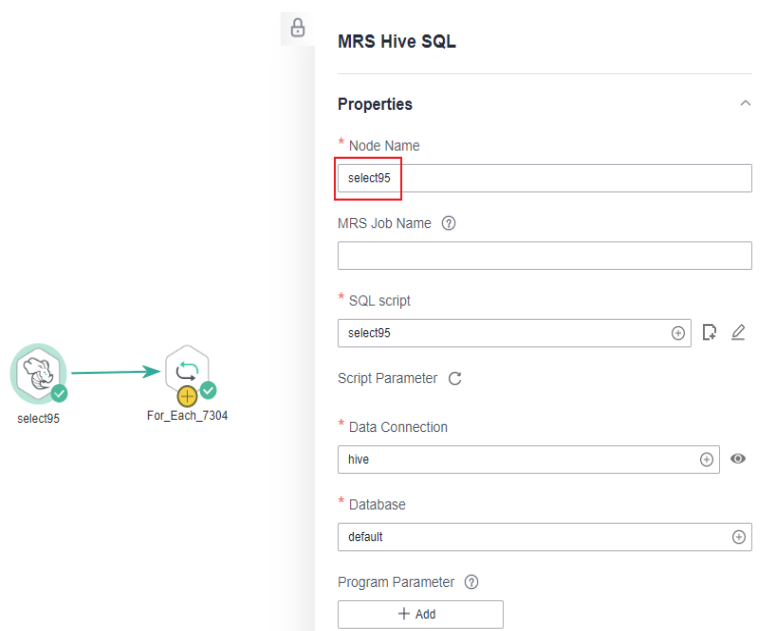 MRS Hive SQL
Properties
* Node Name
select95
MRS Job Name ?
* SQL script
select95
Script Parameter
* Data Connection
hive
* Database
default
Program Parameter ?
+ Add
select95
For_Each_7304